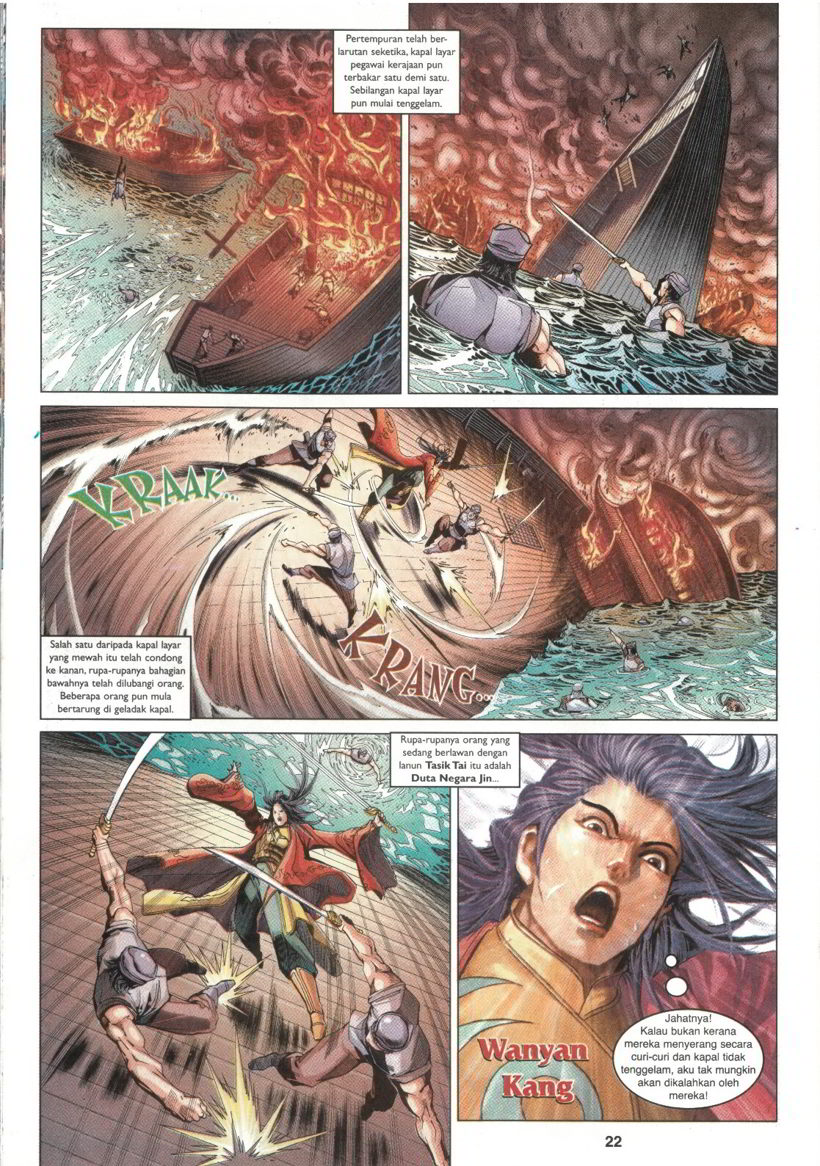 Pertempuran telah ber-
larutan seketika, kapal layar
pegawai kerajaan pun
terbakar satu demi satu.
Sebilangan kapal layar
pun mulai tenggelam.
KRAAK...
KRANG...
Salah satu daripada kapal layar
yang mewah itu telah condong
ke kanan, rupa-rupanya bahagian
bawahnya telah dilubangi orang.
Beberapa orang pun mula
bertarung di geladak kapal.
Rupa-rupanya orang yang
sedang berlawan dengan
lanun Tasik Tai itu adalah
Duta Negara Jin...
Jahatnya!
Kalau bukan kerana
mereka menyerang secara
curi-curi dan kapal tidak
tenggelam, aku tak mungkin
akan dikalahkan oleh
mereka!
Wanyan
Kang
22